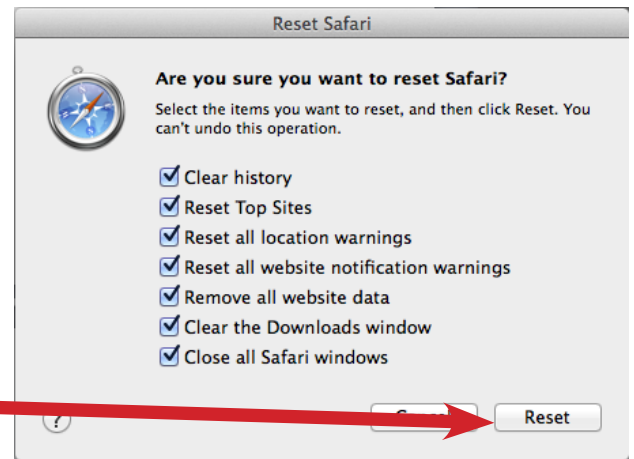 Reset Safari
Are you sure you want to reset Safari?
Select the items you want to reset, and then click Reset. You
can't undo this operation.
Clear history
Reset Top Sites
Reset all location warnings
Reset all website notification warnings
Remove all website data
Clear the Downloads window
Close all Safari windows
? Reset